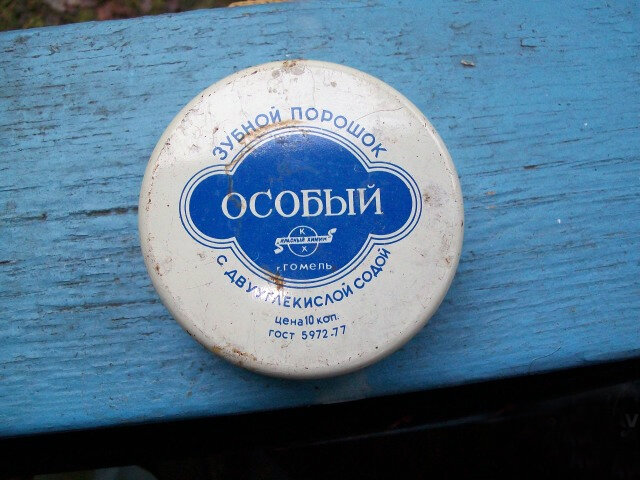 ЗУБНОЙ ПОРОШОК
ОСОБЫЙ
К
КРАСНЫЙ ХИМИК
Х
г. ГОМЕЛЬ
С ДВУУГЛЕКИСЛОЙ СОДОЙ
цена 10 коп.
ГОСТ 5972-77